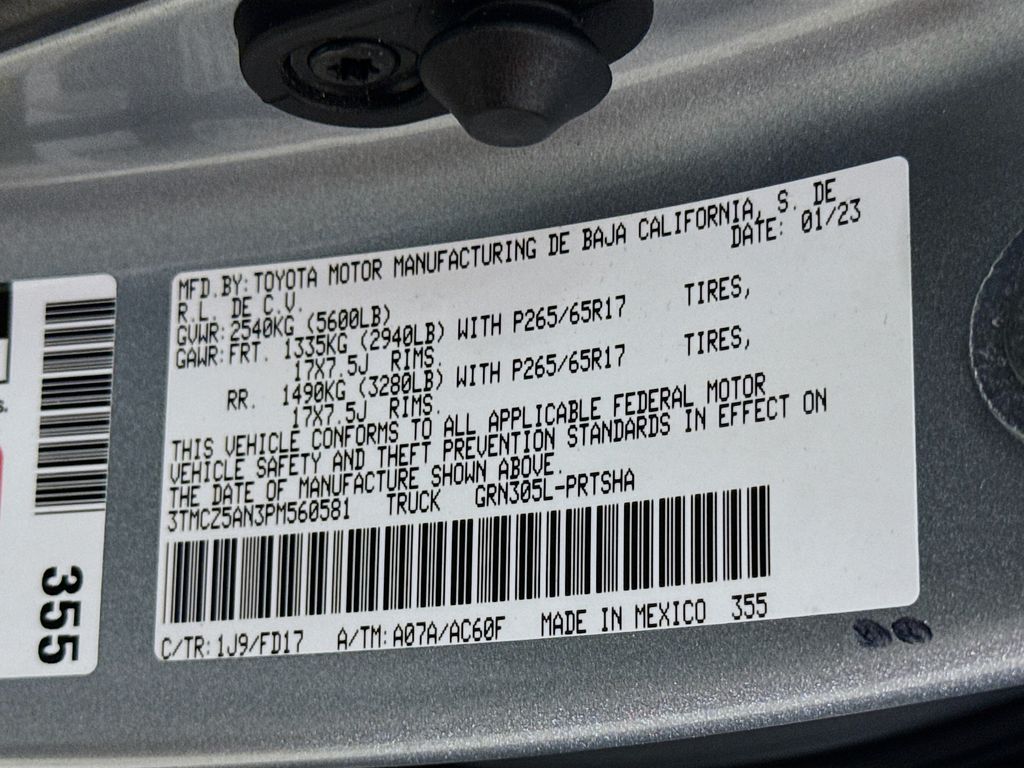 MFD.BY: TOYOTA MOTOR MANUFACTURING DE BAJA CALIFORNIA, S. DE
R.L. DE C.V. DATE: 01/23
GVWR: 2540KG (5600LB)
GAWR: FRT. 1335KG (2940LB) WITH P265/65R17 TIRES,
17X7.5J RIMS.
RR. 1490KG (3280LB) WITH P265/65R17 TIRES,
17X7.5J RIMS.
THIS VEHICLE CONFORMS TO ALL APPLICABLE FEDERAL MOTOR
VEHICLE SAFETY AND THEFT PREVENTION STANDARDS IN EFFECT ON
THE DATE OF MANUFACTURE SHOWN ABOVE.
3TMCZ5AN3PM560581 TRUCK GRN305L-PRTSHA
C/TR: 1J9/FD17 A/TM: A07A/AC60F MADE IN MEXICO 355
355